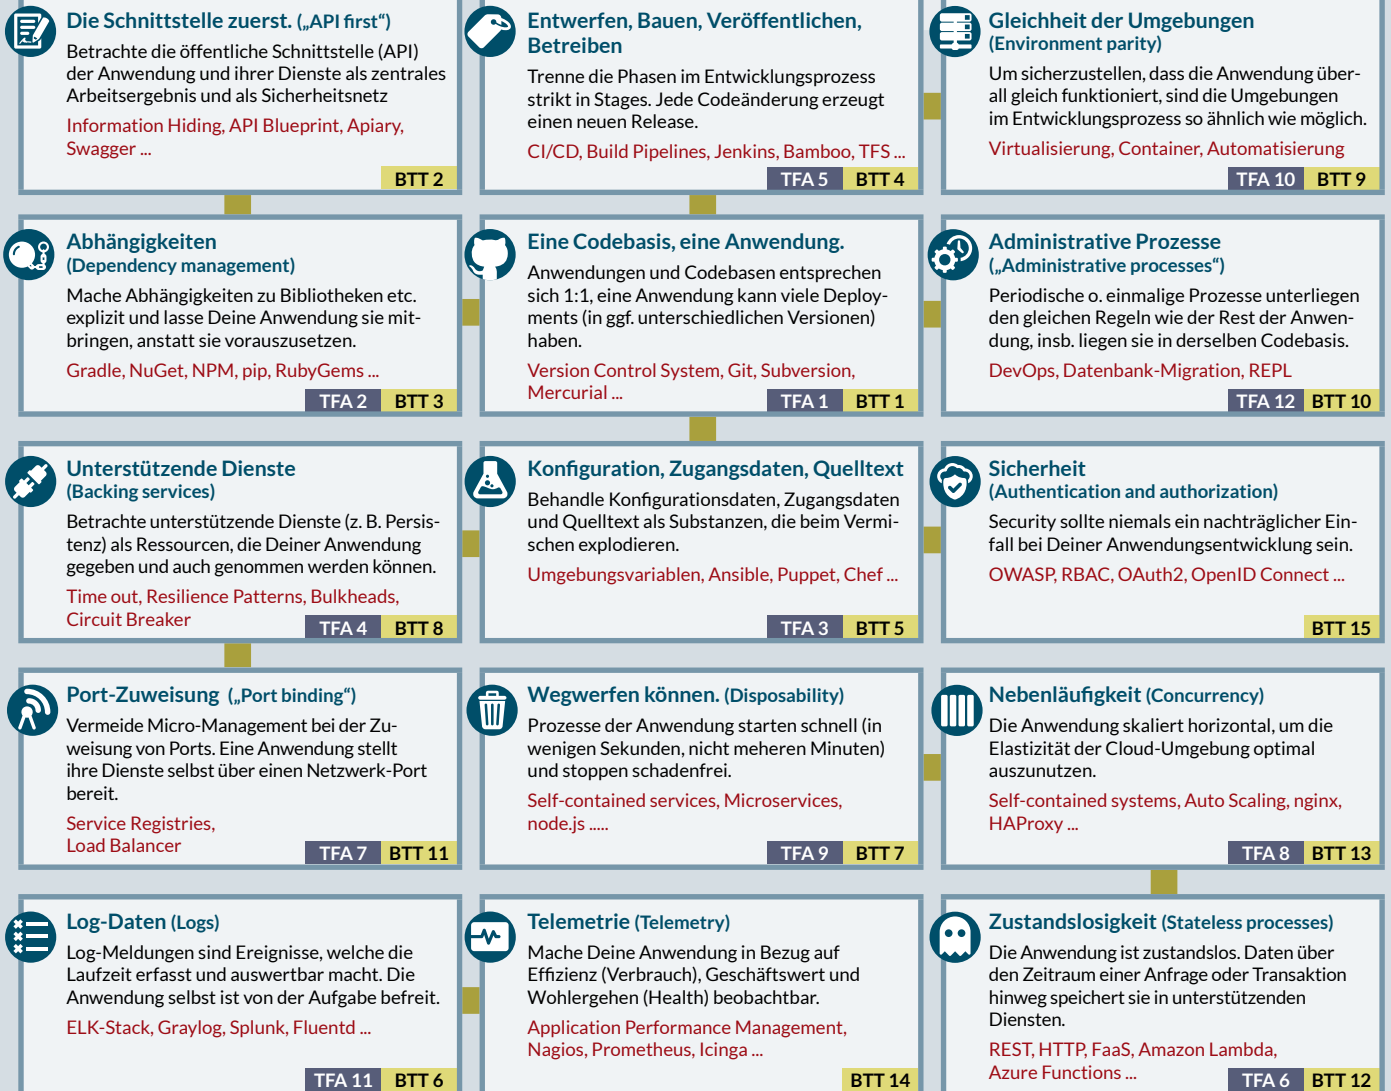 Die Schnittstelle zuerst. („API first“)
Betrachte die öffentliche Schnittstelle (API)
der Anwendung und ihrer Dienste als zentrales
Arbeitsergebnis und als Sicherheitsnetz
Information Hiding, API Blueprint, Apiary,
Swagger ...
BTT 2
Entwerfen, Bauen, Veröffentlichen,
Betreiben
Trenne die Phasen im Entwicklungsprozess
strikt in Stages. Jede Codeänderung erzeugt
einen neuen Release.
CI/CD, Build Pipelines, Jenkins, Bamboo, TFS ...
TFA 5 BTT 4
Gleichheit der Umgebungen
(Environment parity)
Um sicherzustellen, dass die Anwendung über-
all gleich funktioniert, sind die Umgebungen
im Entwicklungsprozess so ähnlich wie möglich.
Virtualisierung, Container, Automatisierung
TFA 10 BTT 9
Abhängigkeiten
(Dependency management)
Mache Abhängigkeiten zu Bibliotheken etc.
explizit und lasse Deine Anwendung sie mit-
bringen, anstatt sie vorauszusetzen.
Gradle, NuGet, NPM, pip, RubyGems ...
TFA 2 BTT 3
Eine Codebasis, eine Anwendung.
Anwendungen und Codebasen entsprechen
sich 1:1, eine Anwendung kann viele Deploy-
ments (in ggf. unterschiedlichen Versionen)
haben.
Version Control System, Git, Subversion,
Mercurial ...
TFA 1 BTT 1
Administrative Prozesse
(„Administrative processes“)
Periodische o. einmalige Prozesse unterliegen
den gleichen Regeln wie der Rest der Anwen-
dung, insb. liegen sie in derselben Codebasis.
DevOps, Datenbank-Migration, REPL
TFA 12 BTT 10
Unterstützende Dienste
(Backing services)
Betrachte unterstützende Dienste (z. B. Persis-
tenz) als Ressourcen, die Deiner Anwendung
gegeben und auch genommen werden können.
Time out, Resilience Patterns, Bulkheads,
Circuit Breaker
TFA 4 BTT 8
Konfiguration, Zugangsdaten, Quelltext
Behandle Konfigurationsdaten, Zugangsdaten
und Quelltext als Substanzen, die beim Vermi-
schen explodieren.
Umgebungsvariablen, Ansible, Puppet, Chef ...
TFA 3 BTT 5
Sicherheit
(Authentication and authorization)
Security sollte niemals ein nachträglicher Ein-
fall bei Deiner Anwendungsentwicklung sein.
OWASP, RBAC, OAuth2, OpenID Connect ...
BTT 15
Port-Zuweisung („Port binding“)
Vermeide Micro-Management bei der Zu-
weisung von Ports. Eine Anwendung stellt
ihre Dienste selbst über einen Netzwerk-Port
bereit.
Service Registries,
Load Balancer
TFA 7 BTT 11
Wegwerfen können. (Disposability)
Prozesse der Anwendung starten schnell (in
wenigen Sekunden, nicht meheren Minuten)
und stoppen schadenfrei.
Self-contained services, Microservices,
node.js .....
TFA 9 BTT 7
Nebenläufigkeit (Concurrency)
Die Anwendung skaliert horizontal, um die
Elastizität der Cloud-Umgebung optimal
auszunutzen.
Self-contained systems, Auto Scaling, nginx,
HAProxy ...
TFA 8 BTT 13
Log-Daten (Logs)
Log-Meldungen sind Ereignisse, welche die
Laufzeit erfasst und auswertbar macht. Die
Anwendung selbst ist von der Aufgabe befreit.
ELK-Stack, Graylog, Splunk, Fluentd ...
TFA 11 BTT 6
Telemetrie (Telemetry)
Mache Deine Anwendung in Bezug auf
Effizienz (Verbrauch), Geschäftswert und
Wohlergehen (Health) beobachtbar.
Application Performance Management,
Nagios, Prometheus, Icinga ...
BTT 14
Zustandslosigkeit (Stateless processes)
Die Anwendung ist zustandslos. Daten über
den Zeitraum einer Anfrage oder Transaktion
hinweg speichert sie in unterstützenden
Diensten.
REST, HTTP, FaaS, Amazon Lambda,
Azure Functions ...
TFA 6 BTT 12